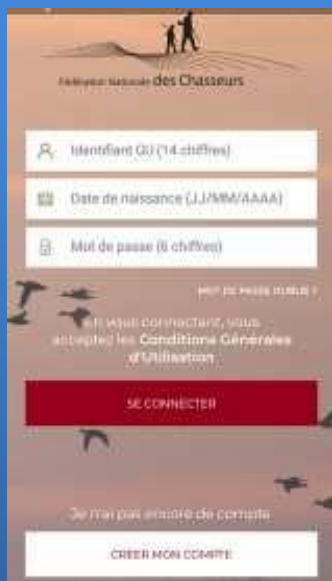 Fédération Nationale des Chasseurs
Identifiant GU (14 chiffres)
Date de naissance (JJ/MM/AAAA)
Mot de passe (6 chiffres)
MOT DE PASSE OUBLIÉ ?
En vous connectant, vous
acceptez les Conditions Générales
d'Utilisation
SE CONNECTER
Je n'ai pas encore de compte
CRÉER MON COMPTE